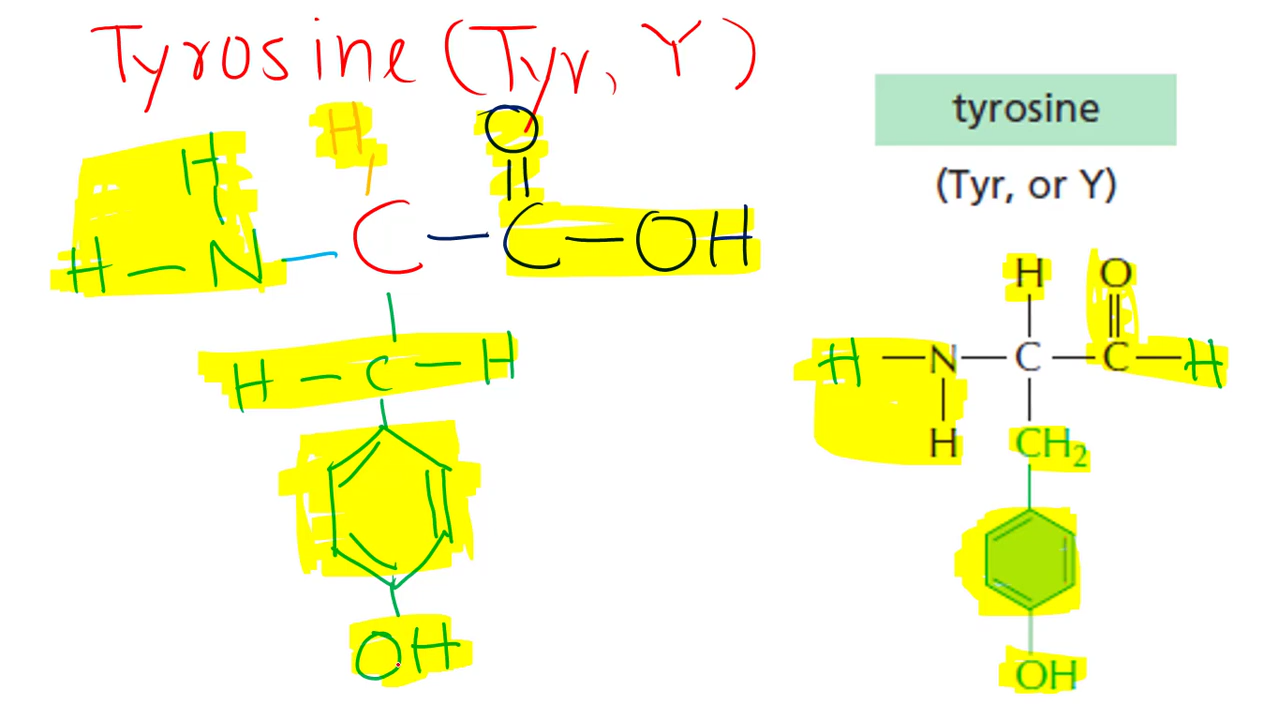 Tyrosine (Tyr, Y)
H H O
H – N – C – C – OH
H – C – H
OH
tyrosine
(Tyr, or Y)
H O
H – N – C – C – H
H CH₂
OH